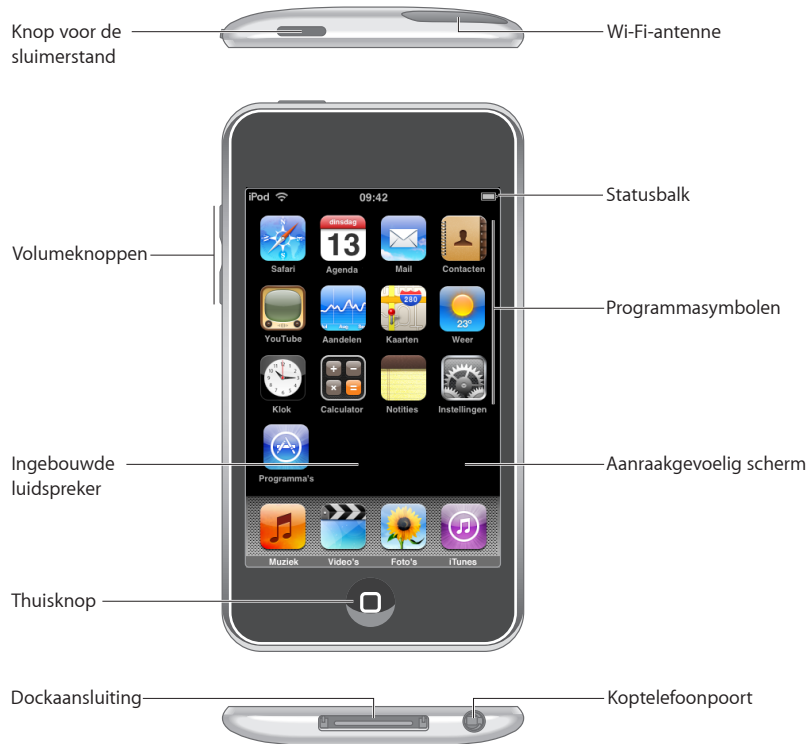 Knop voor de
sluimerstand
Wi-Fi-antenne
iPod 09:42
Statusbalk
dinsdag
13
280
23°
Safari Agenda Mail Contacten
Volumeknoppen
Programmasymbolen
YouTube Aandelen Kaarten Weer
Klok Calculator Notities Instellingen
Ingebouwde
luidspreker
Aanraakgevoelig scherm
Programma's
Muziek Video's Foto's iTunes
Thuisknop
Dockaansluiting
Koptelefoonpoort